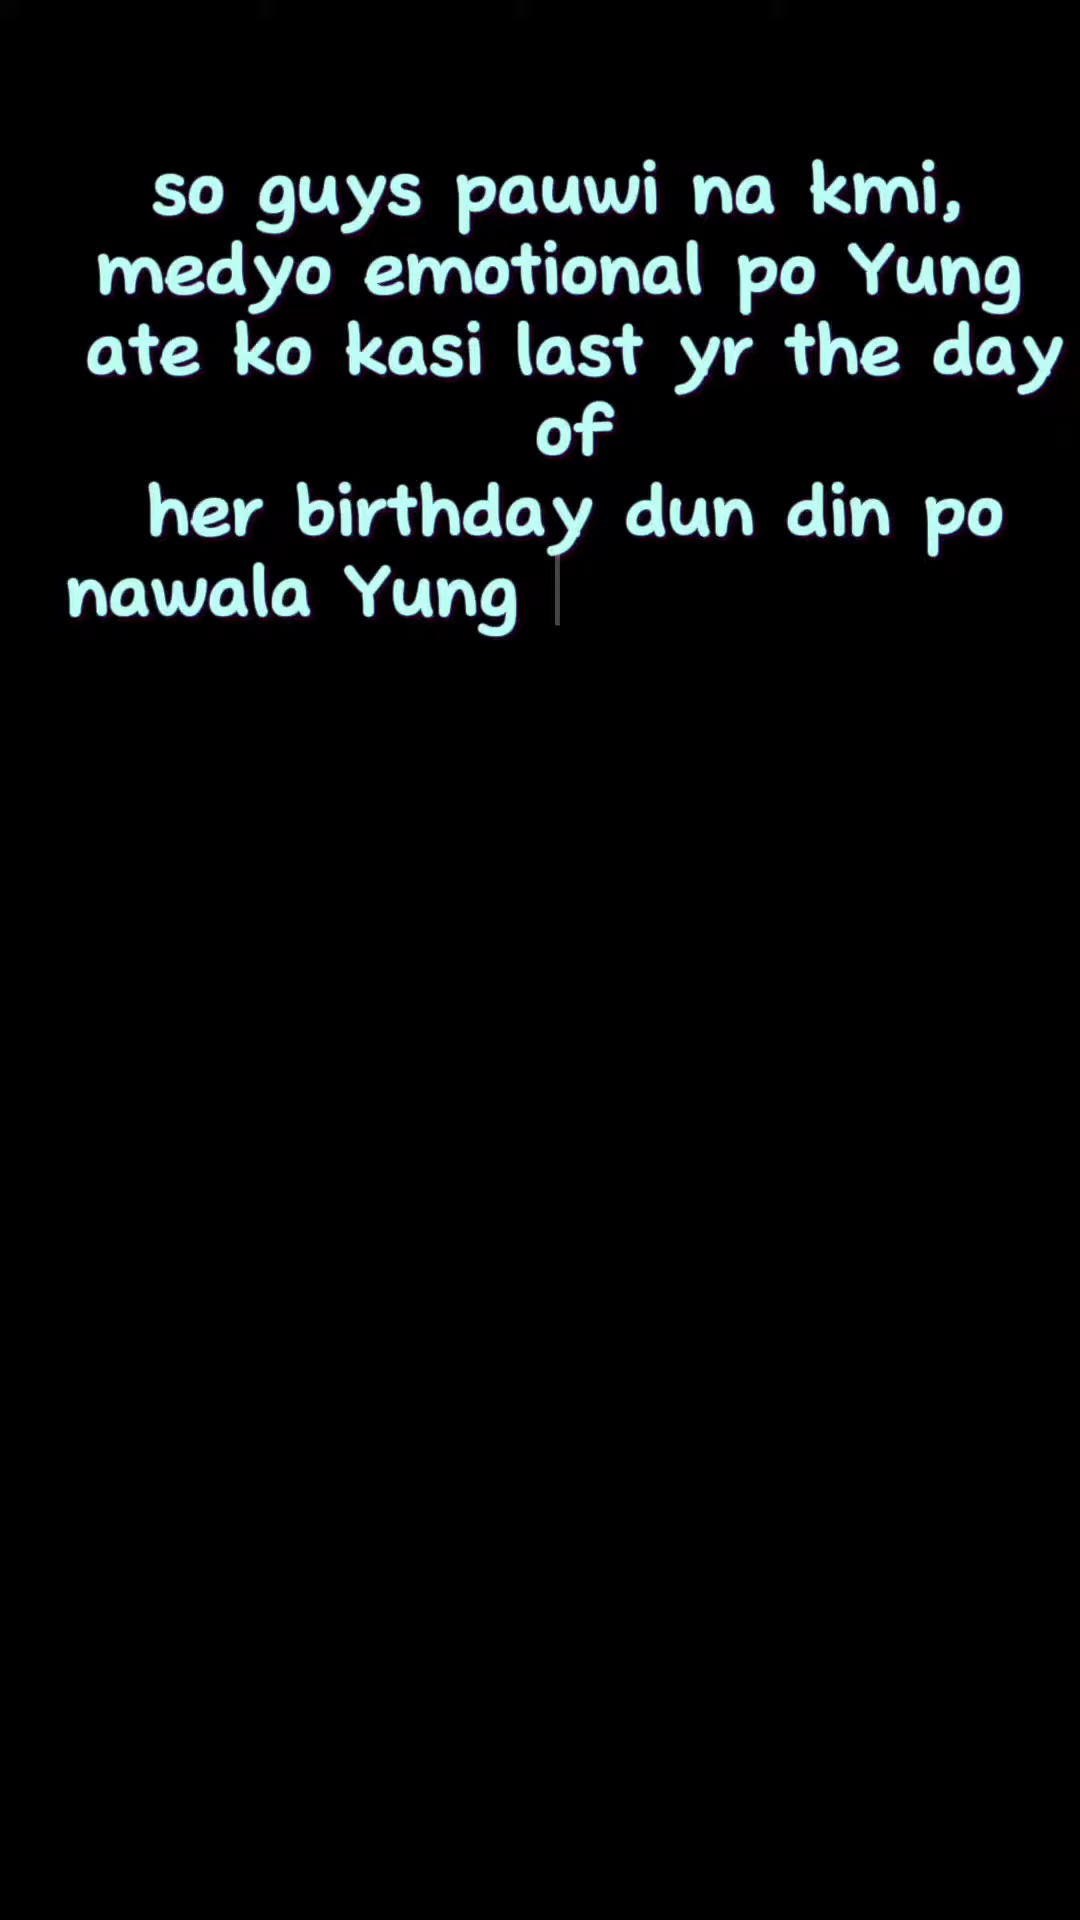 so guys pauwi na kmi,
medyo emotional po Yung
ate ko kasi last yr the day
of
her birthday dun din po
nawala Yung